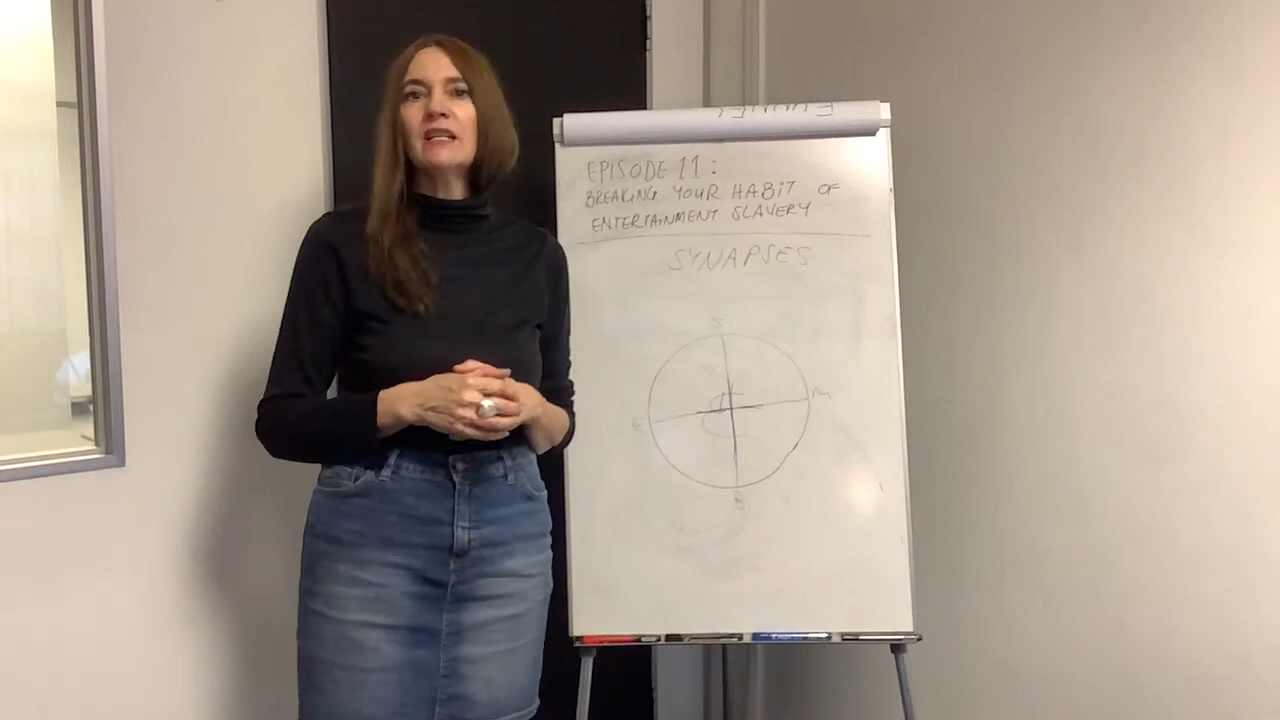 EPISODE 11:
BREAKING YOUR HABIT OF
ENTERTAINMENT SLAVERY
SYNAPSES
S
E
M
B